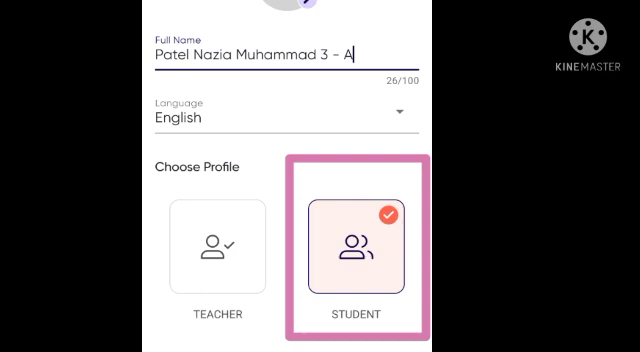 Full Name
Patel Nazia Muhammad 3 - A
26/100
Language
English
Choose Profile
TEACHER
STUDENT
K
KINEMASTER